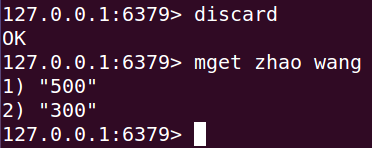 127.0.0.1:6379> discard
OK
127.0.0.1:6379> mget zhao wang
1) "500"
2) "300"
127.0.0.1:6379>